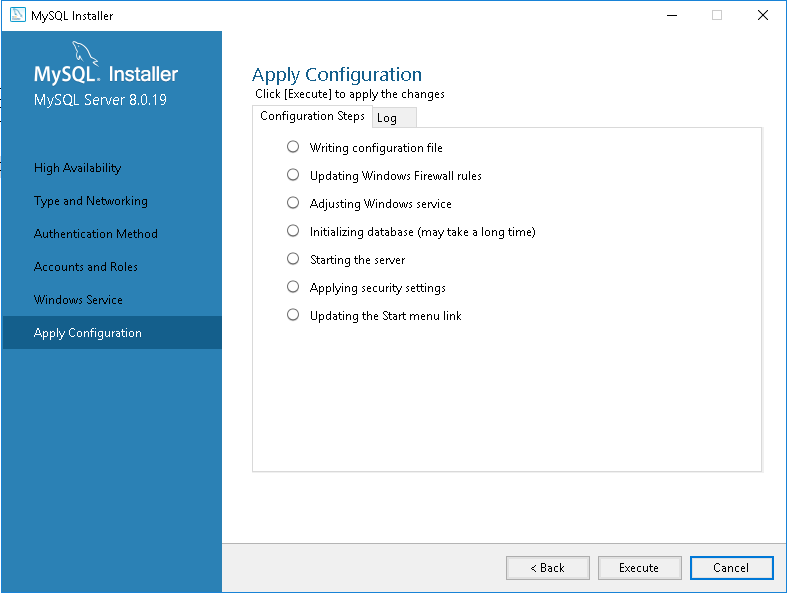 MySQL Installer
MySQL. Installer
MySQL Server 8.0.19
High Availability
Type and Networking
Authentication Method
Accounts and Roles
Windows Service
Apply Configuration
Apply Configuration
Click [Execute] to apply the changes
Configuration Steps Log
Writing configuration file
Updating Windows Firewall rules
Adjusting Windows service
Initializing database (may take a long time)
Starting the server
Applying security settings
Updating the Start menu link
< Back Execute Cancel